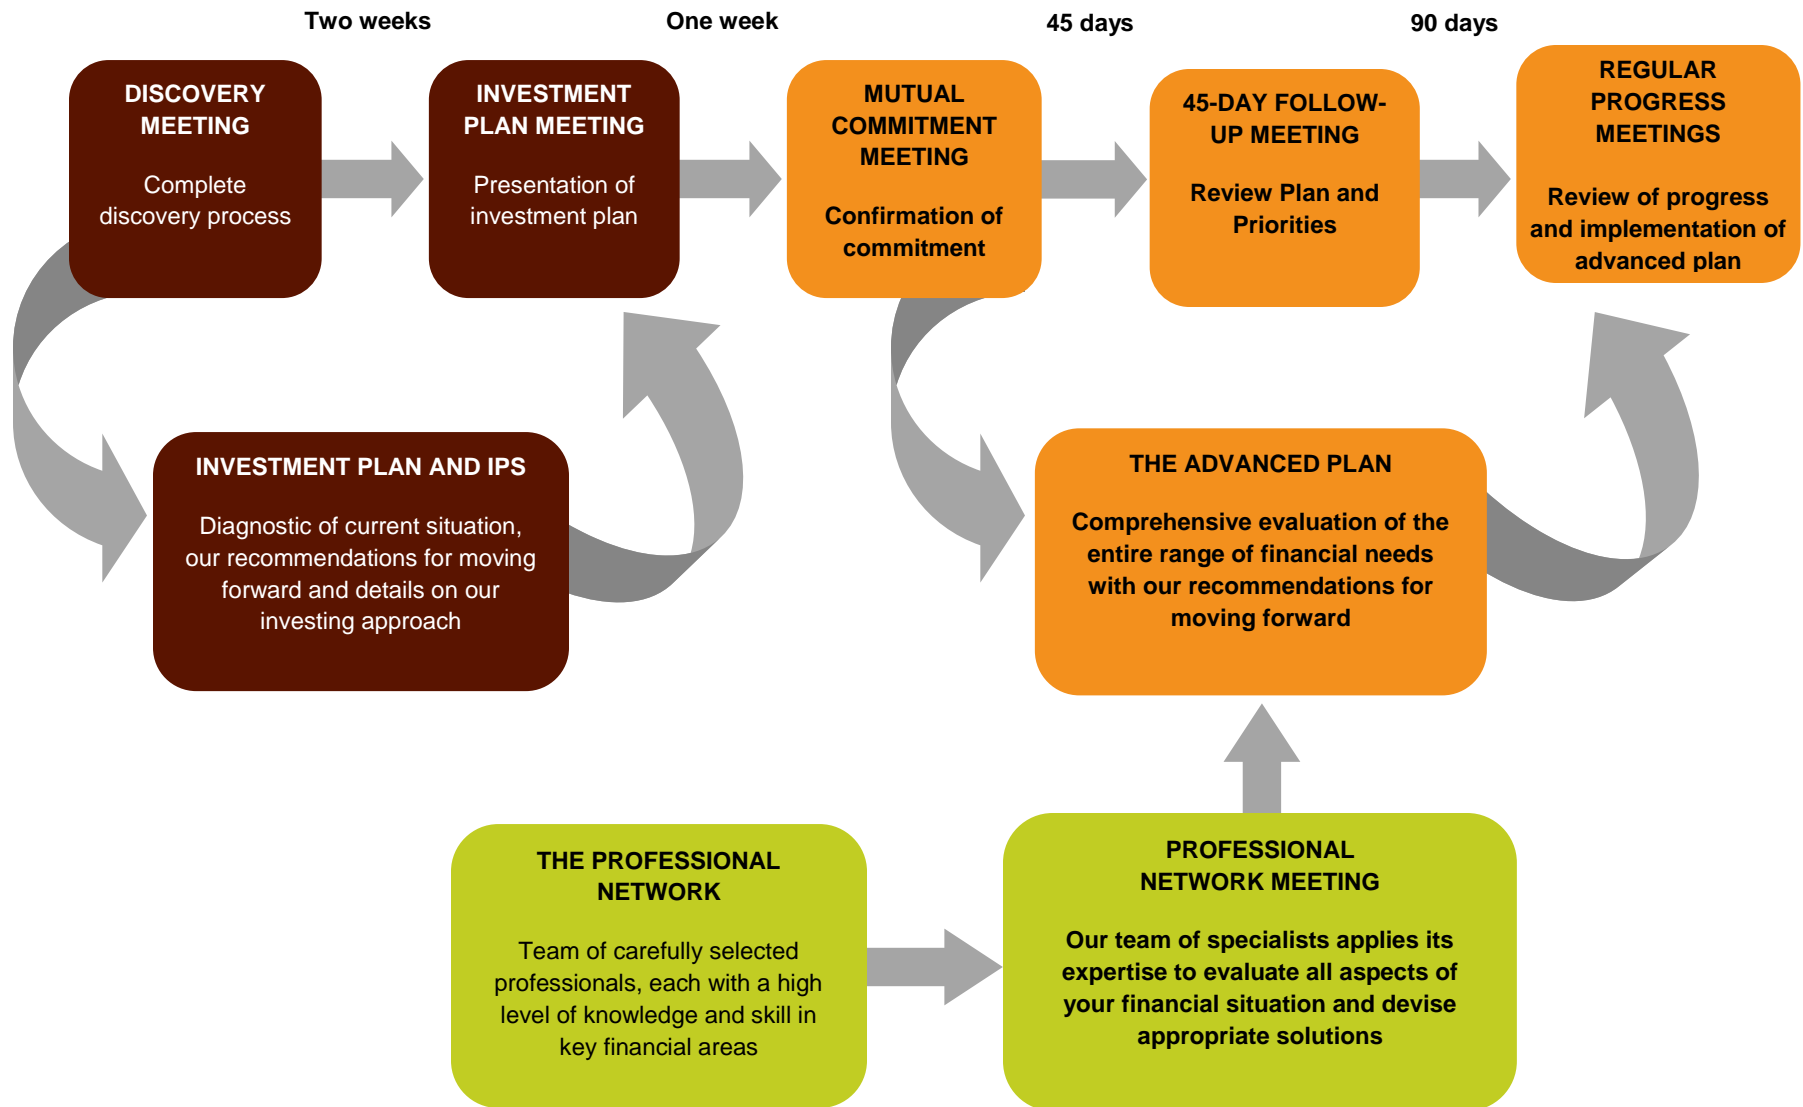 Two weeks
One week
45 days
90 days
DISCOVERY
MEETING
Complete
discovery process
INVESTMENT
PLAN MEETING
Presentation of
investment plan
MUTUAL
COMMITMENT
MEETING
Confirmation of
commitment
45-DAY FOLLOW-
UP MEETING
Review Plan and
Priorities
REGULAR
PROGRESS
MEETINGS
Review of progress
and implementation of
advanced plan
INVESTMENT PLAN AND IPS
Diagnostic of current situation,
our recommendations for moving
forward and details on our
investing approach
THE ADVANCED PLAN
Comprehensive evaluation of the
entire range of financial needs
with our recommendations for
moving forward
THE PROFESSIONAL
NETWORK
Team of carefully selected
professionals, each with a high
level of knowledge and skill in
key financial areas
PROFESSIONAL
NETWORK MEETING
Our team of specialists applies its
expertise to evaluate all aspects of
your financial situation and devise
appropriate solutions